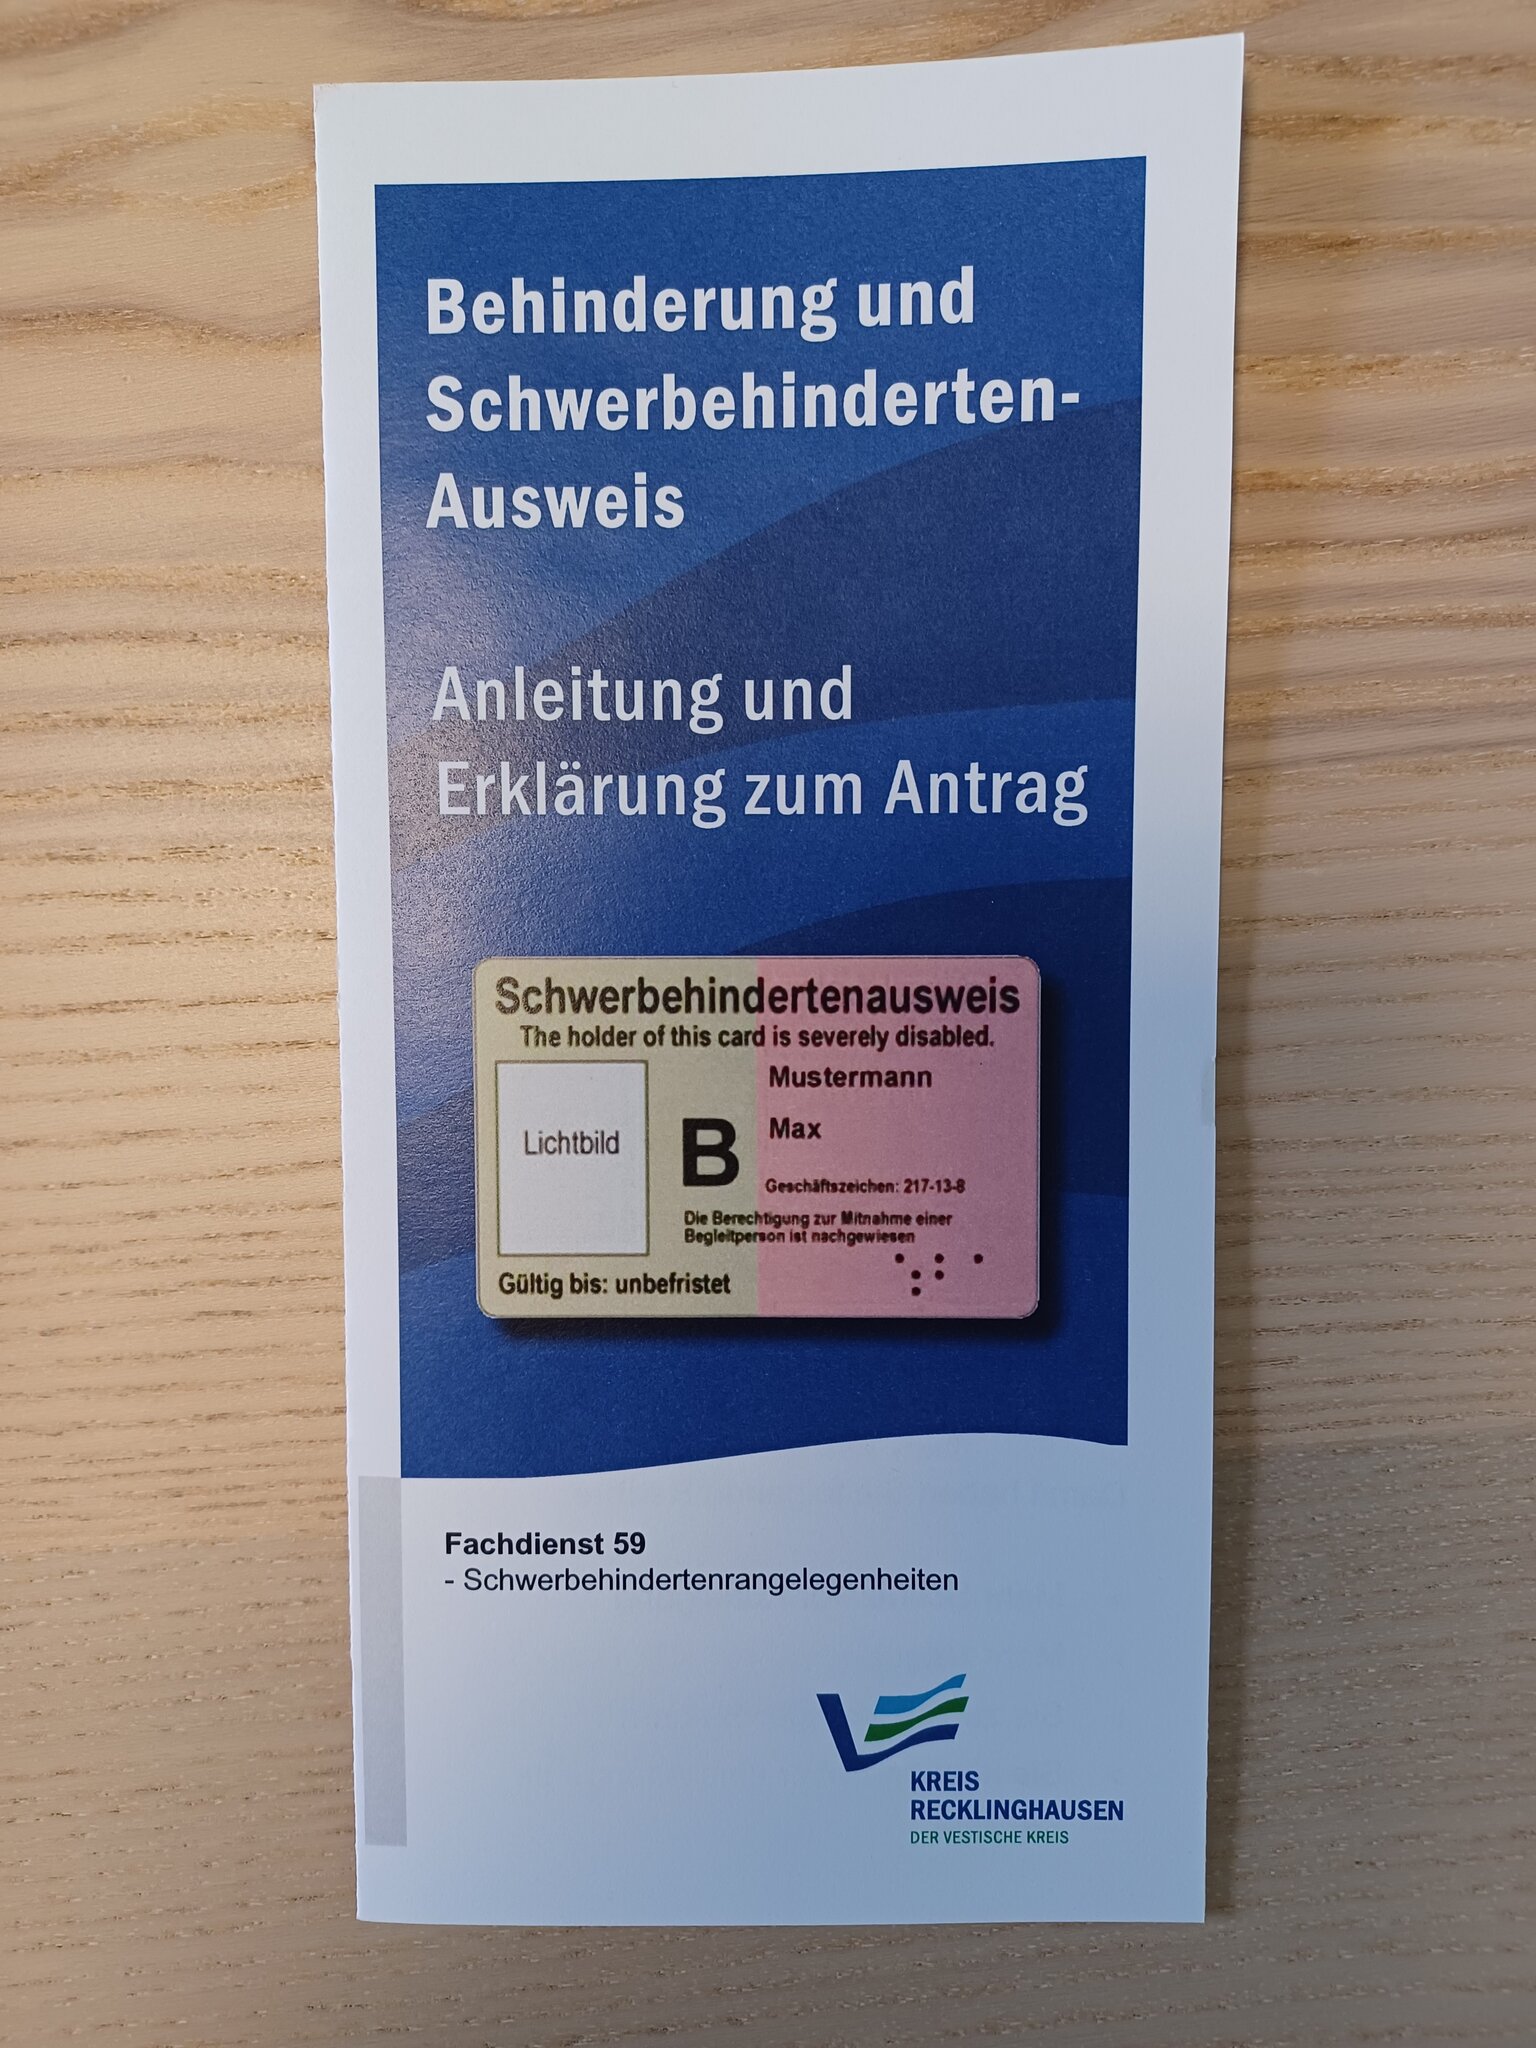 Behinderung und
Schwerbehinderten-
Ausweis
Anleitung und
Erklärung zum Antrag
Schwerbehindertenausweis
The holder of this card is severely disabled.
Mustermann
Lichtbild
B
Max
Geschäftszeichen: 217-13-8
Die Berechtigung zur Mitnahme einer
Begleitperson ist nachgewiesen
Gültig bis: unbefristet
Fachdienst 59
- Schwerbehindertenrangelegenheiten
KREIS
RECKLINGHAUSEN
DER VESTISCHE KREIS